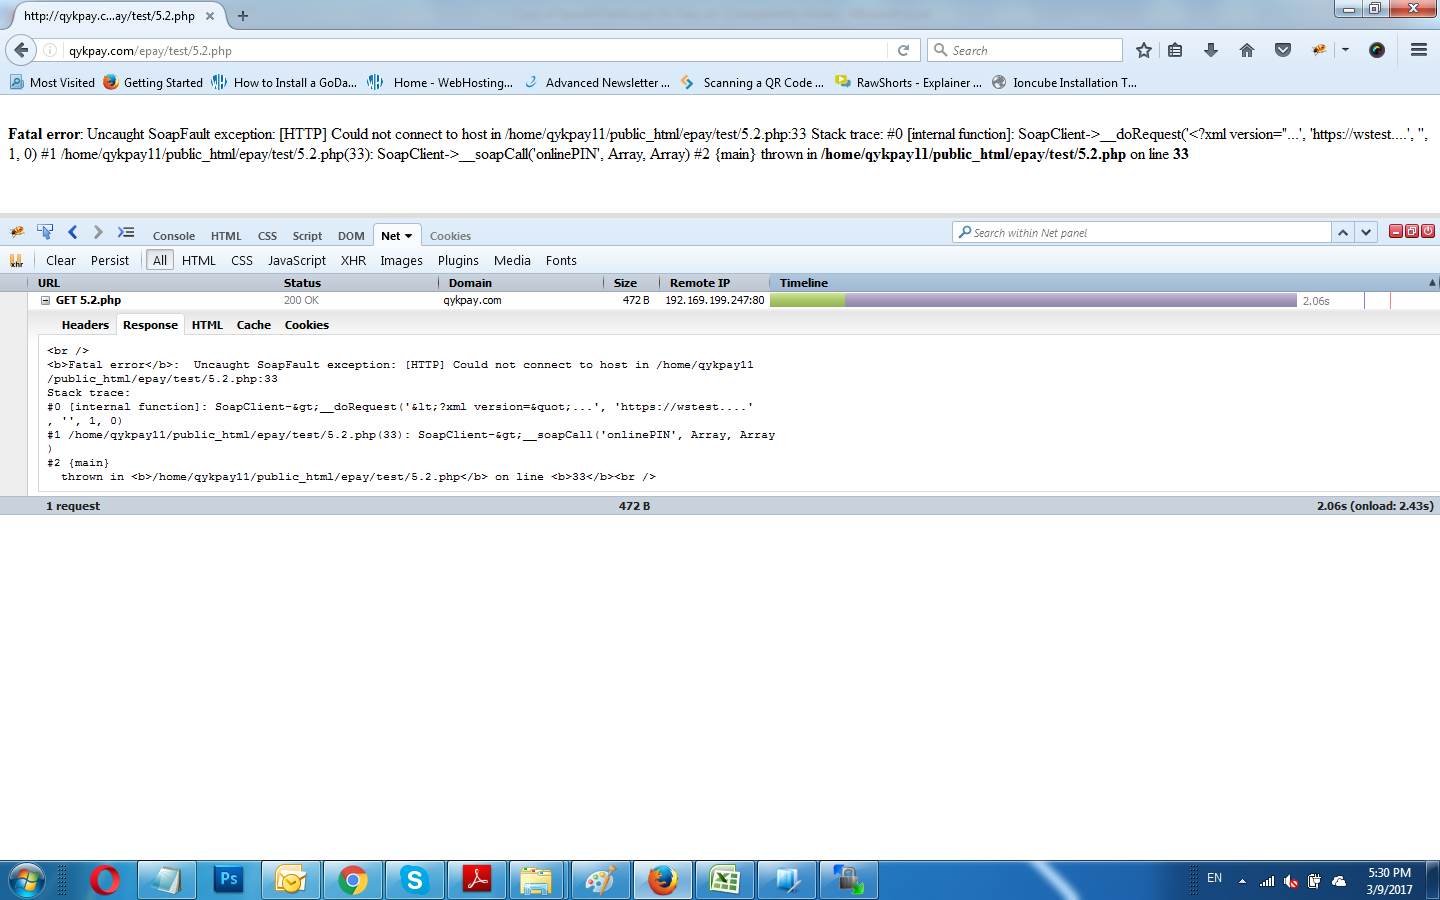 http://qykpay.c...ay/test/5.2.php
qykpay.com/epay/test/5.2.php
Search
Most Visited Getting Started How to Install a GoDa... Home - WebHosting... Advanced Newsletter ... Scanning a QR Code ... RawShorts - Explainer ... Ioncube Installation T...
Fatal error: Uncaught SoapFault exception: [HTTP] Could not connect to host in /home/qykpay11/public_html/epay/test/5.2.php:33 Stack trace: #0 [internal function]: SoapClient->__doRequest('<?xml version="...', 'https://wstest....', '',
1, 0) #1 /home/qykpay11/public_html/epay/test/5.2.php(33): SoapClient->__soapCall('onlinePIN', Array, Array) #2 {main} thrown in /home/qykpay11/public_html/epay/test/5.2.php on line 33
Console HTML CSS Script DOM Net Cookies
Search within Net panel
xhr Clear Persist All HTML CSS JavaScript XHR Images Plugins Media Fonts
URL Status Domain Size Remote IP Timeline
GET 5.2.php 200 OK qykpay.com 472 B 192.169.199.247:80 2.06s
Headers Response HTML Cache Cookies
<br />
<b>Fatal error</b>:  Uncaught SoapFault exception: [HTTP] Could not connect to host in /home/qykpay11
/public_html/epay/test/5.2.php:33
Stack trace:
#0 [internal function]: SoapClient-&gt;__doRequest('&lt;?xml version=&quot;...', 'https://wstest....'
, '', 1, 0)
#1 /home/qykpay11/public_html/epay/test/5.2.php(33): SoapClient-&gt;__soapCall('onlinePIN', Array, Array
)
#2 {main}
thrown in <b>/home/qykpay11/public_html/epay/test/5.2.php</b> on line <b>33</b><br />
1 request 472 B 2.06s (onload: 2.43s)
Ps
S
EN
5:30 PM
3/9/2017